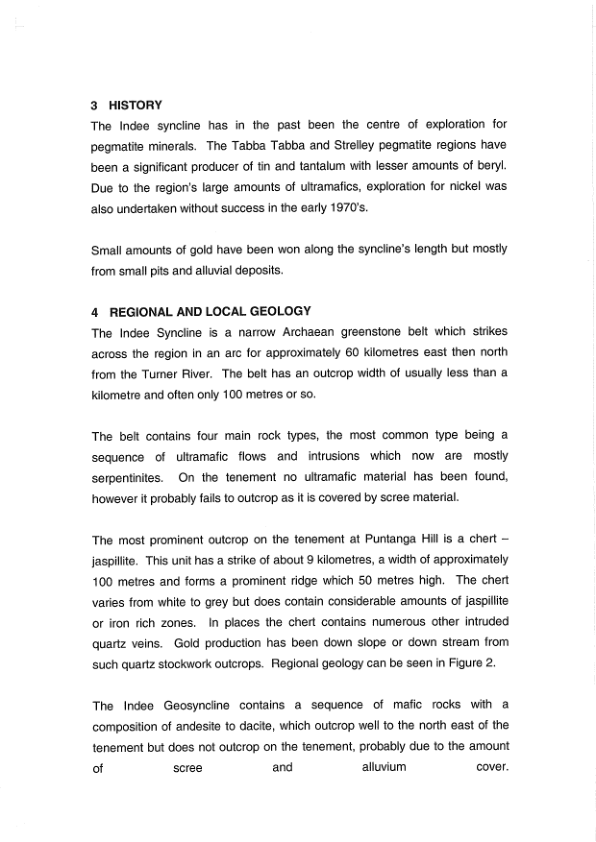 3 HISTORY
The Indee syncline has in the past been the centre of exploration for
pegmatite minerals. The Tabba Tabba and Strelley pegmatite regions have
been a significant producer of tin and tantalum with lesser amounts of beryl.
Due to the region's large amounts of ultramafics, exploration for nickel was
also undertaken without success in the early 1970's.
Small amounts of gold have been won along the syncline's length but mostly
from small pits and alluvial deposits.
4 REGIONAL AND LOCAL GEOLOGY
The Indee Syncline is a narrow Archaean greenstone belt which strikes
across the region in an arc for approximately 60 kilometres east then north
from the Turner River. The belt has an outcrop width of usually less than a
kilometre and often only 100 metres or so.
The belt contains four main rock types, the most common type being a
sequence of ultramafic flows and intrusions which now are mostly
serpentinites. On the tenement no ultramafic material has been found,
however it probably fails to outcrop as it is covered by scree material.
The most prominent outcrop on the tenement at Puntanga Hill is a chert –
jaspillite. This unit has a strike of about 9 kilometres, a width of approximately
100 metres and forms a prominent ridge which 50 metres high. The chert
varies from white to grey but does contain considerable amounts of jaspillite
or iron rich zones. In places the chert contains numerous other intruded
quartz veins. Gold production has been down slope or down stream from
such quartz stockwork outcrops. Regional geology can be seen in Figure 2.
The Indee Geosyncline contains a sequence of mafic rocks with a
composition of andesite to dacite, which outcrop well to the north east of the
tenement but does not outcrop on the tenement, probably due to the amount
of scree and alluvium cover.